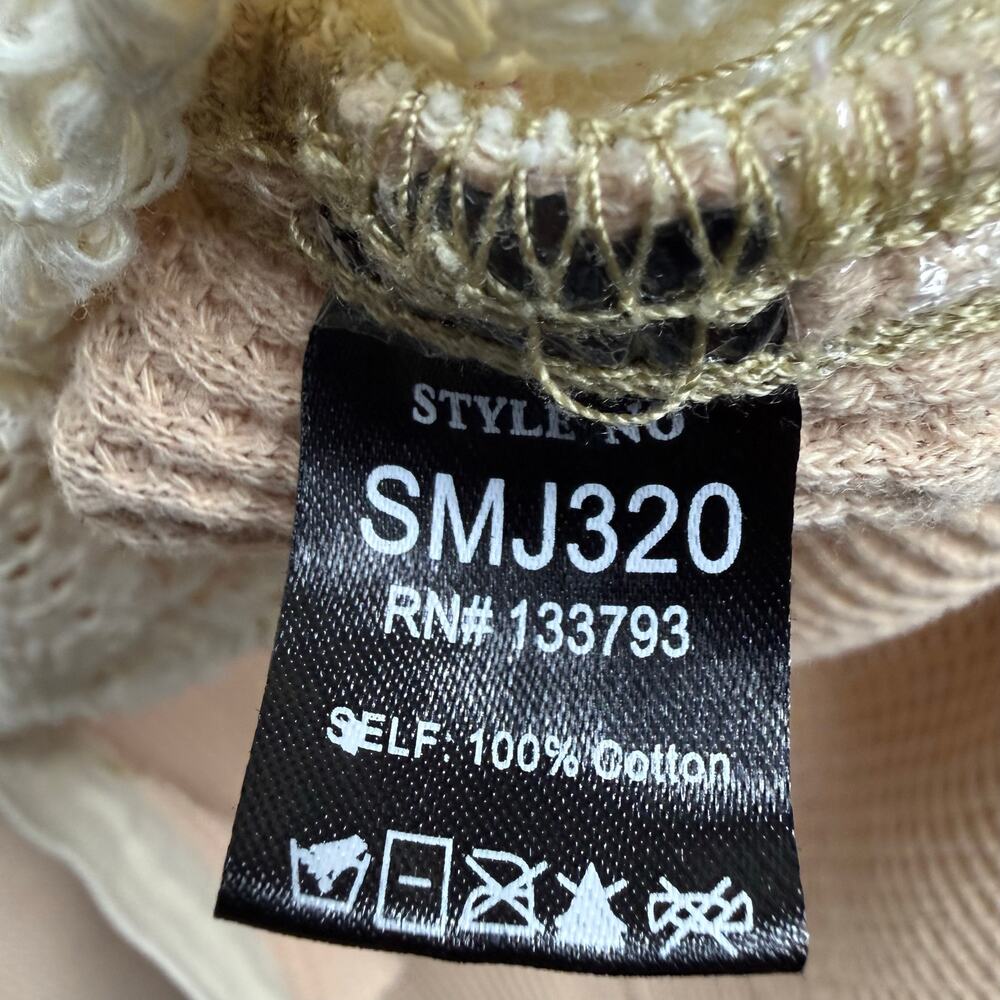 STYLE NO
SMJ320
RN# 133793
SELF: 100% Cotton